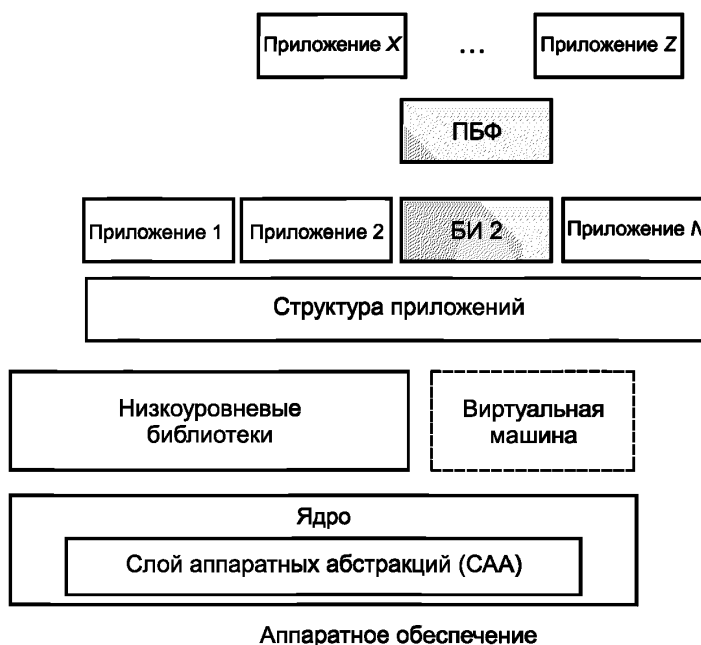 Приложение X ... Приложение Z
ПБФ
Приложение 1 Приложение 2 БИ 2 Приложение N
Структура приложений
Низкоуровневые
библиотеки
Виртуальная
машина
Ядро
Слой аппаратных абстракций (САА)
Аппаратное обеспечение